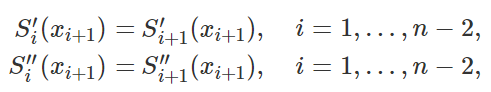 S′ᵢ(xᵢ₊₁) = S′ᵢ₊₁(xᵢ₊₁), i = 1, . . . , n − 2,
S″ᵢ(xᵢ₊₁) = S″ᵢ₊₁(xᵢ₊₁), i = 1, . . . , n − 2,